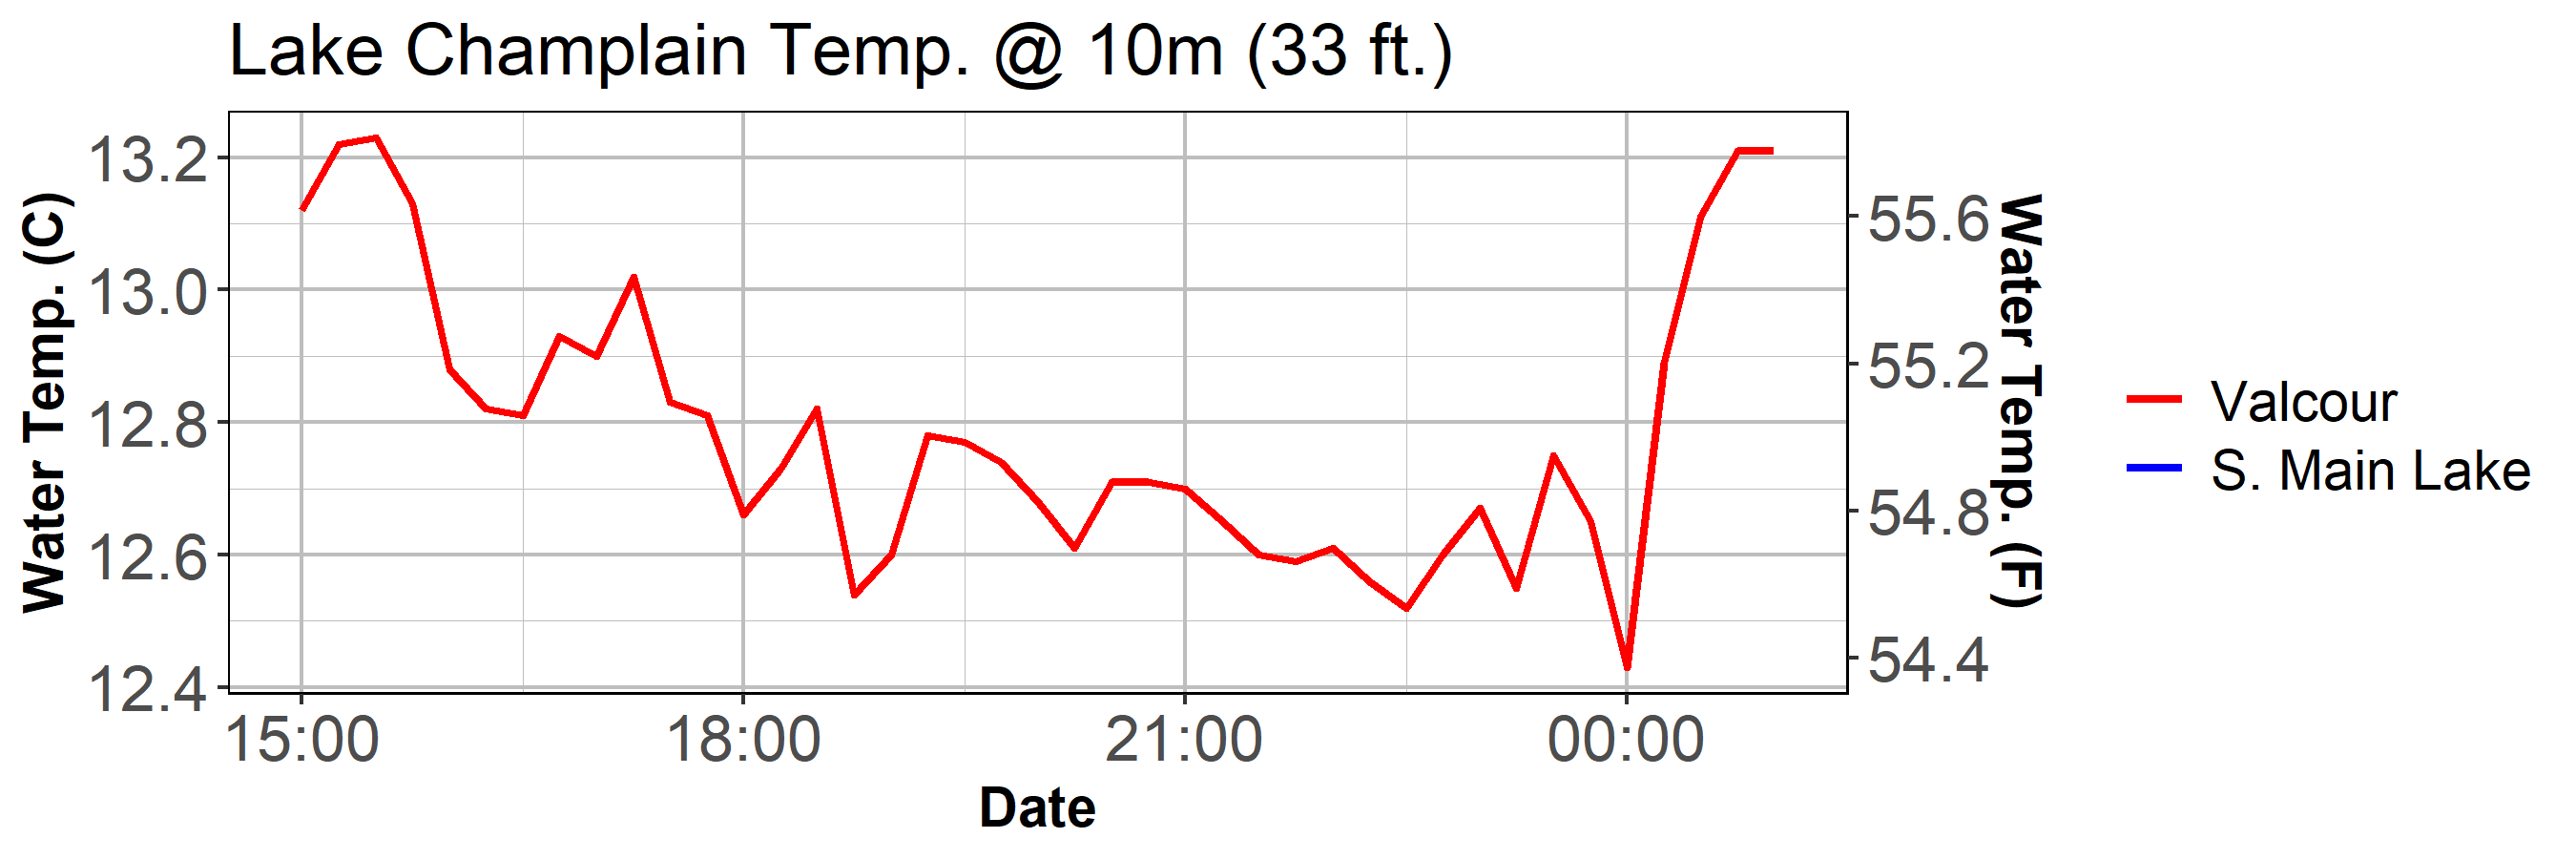 Lake Champlain Temp. @ 10m (33 ft.)
Water Temp. (C)
13.2
13.0
12.8
12.6
12.4
15:00 18:00 21:00 00:00
Date
55.6
55.2
54.8
54.4
Water Temp. (F)
Valcour
S. Main Lake